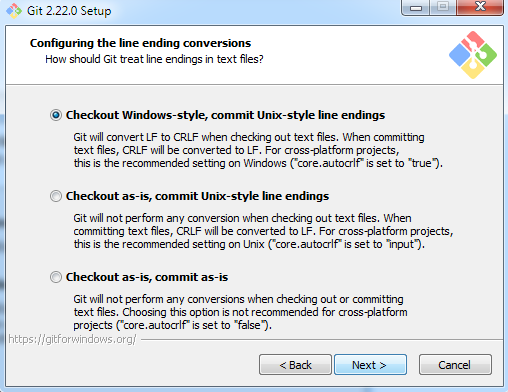 Git 2.22.0 Setup
Configuring the line ending conversions
How should Git treat line endings in text files?
Checkout Windows-style, commit Unix-style line endings
Git will convert LF to CRLF when checking out text files. When committing
text files, CRLF will be converted to LF. For cross-platform projects,
this is the recommended setting on Windows ("core.autocrlf" is set to "true").
Checkout as-is, commit Unix-style line endings
Git will not perform any conversion when checking out text files. When
committing text files, CRLF will be converted to LF. For cross-platform projects,
this is the recommended setting on Unix ("core.autocrlf" is set to "input").
Checkout as-is, commit as-is
Git will not perform any conversions when checking out or committing
text files. Choosing this option is not recommended for cross-platform
projects ("core.autocrlf" is set to "false").
https://gitforwindows.org/
< Back
Next >
Cancel